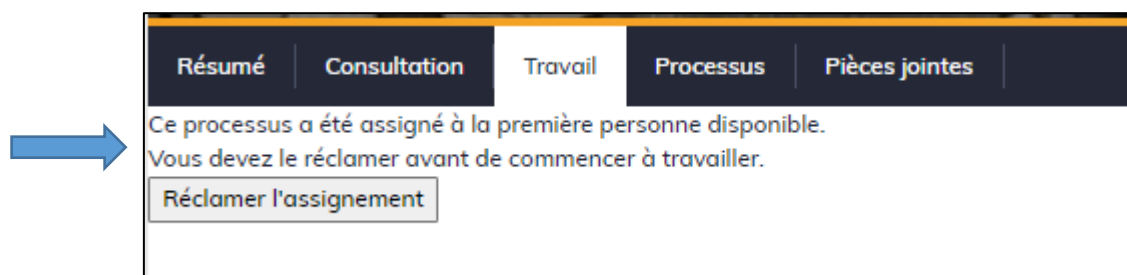 Résumé Consultation Travail Processus Pièces jointes
Ce processus a été assigné à la première personne disponible.
Vous devez le réclamer avant de commencer à travailler.
Réclamer l'assignement